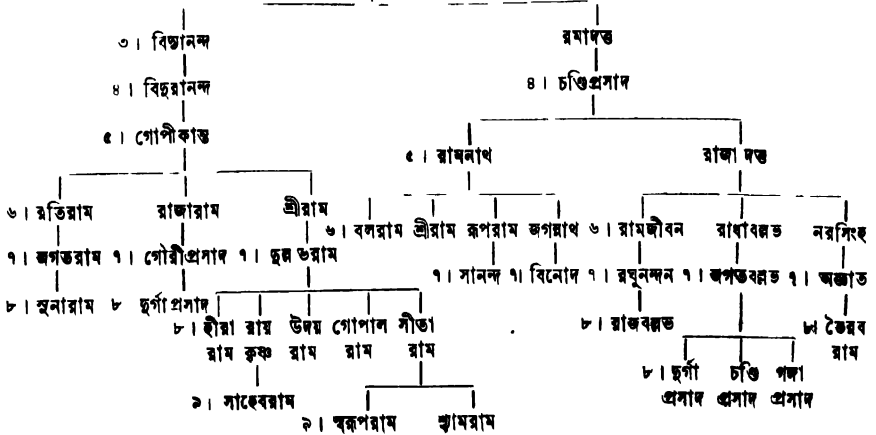 ৩। বিদ্যানন্দ রমাদত্ত
৪। বিদুরানন্দ ৪। চণ্ডিপ্রসাদ
৫। গোপীকান্ত
৫। রামনাথ রাজা দত্ত
৬। রতিরাম রাজারাম শ্রীরাম
৬। বলরাম শ্রীরাম রূপরাম জগন্নাথ ৬। রামজীবন রাধাবল্লভ নরসিংহ
৭। জগতরাম ৭। গৌরীপ্রসাদ ৭। দুল্লভরাম
৭। সানন্দ ৭। বিনোদ ৭। রঘুনন্দন ৭। জগতবল্লভ ৭। অজ্ঞাত
৮। সুনারাম ৮ দুর্গাপ্রসাদ
৮। হীরা রায় উদয় গোপাল সীতা ৮। রাজবল্লভ ৮। ভৈরব
রাম কৃষ্ণ রাম রাম রাম রাম
৮। দুর্গা চণ্ডি গঙ্গা
প্রসাদ প্রসাদ প্রসাদ
৯। সাহেবরাম
৯। স্বরূপরাম শ্যামরাম